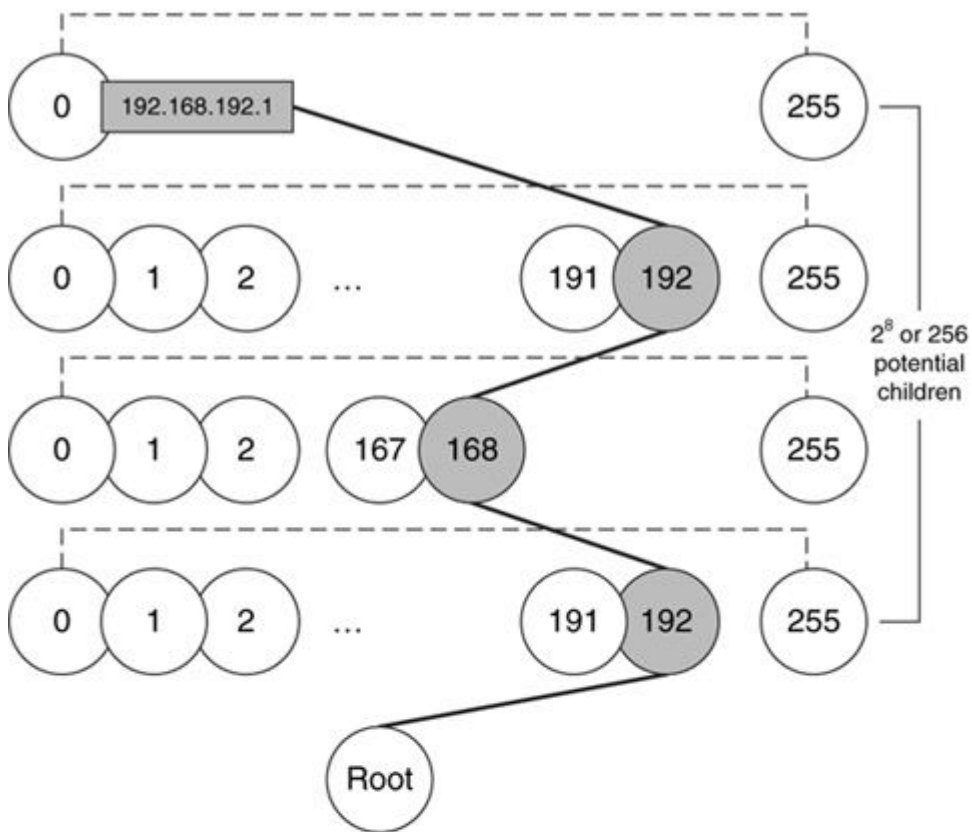 0 192.168.192.1 255
0 1 2 ... 191 192 255
2⁸ or 256
potential
children
0 1 2 167 168 255
0 1 2 ... 191 192 255
Root